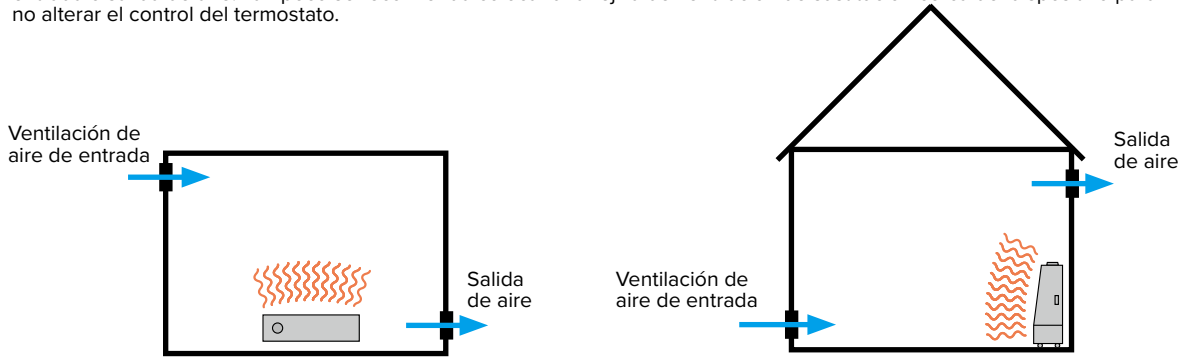 no alterar el control del termostato.
Ventilación de
aire de entrada
Salida
de aire
Ventilación de
aire de entrada
Salida
de aire